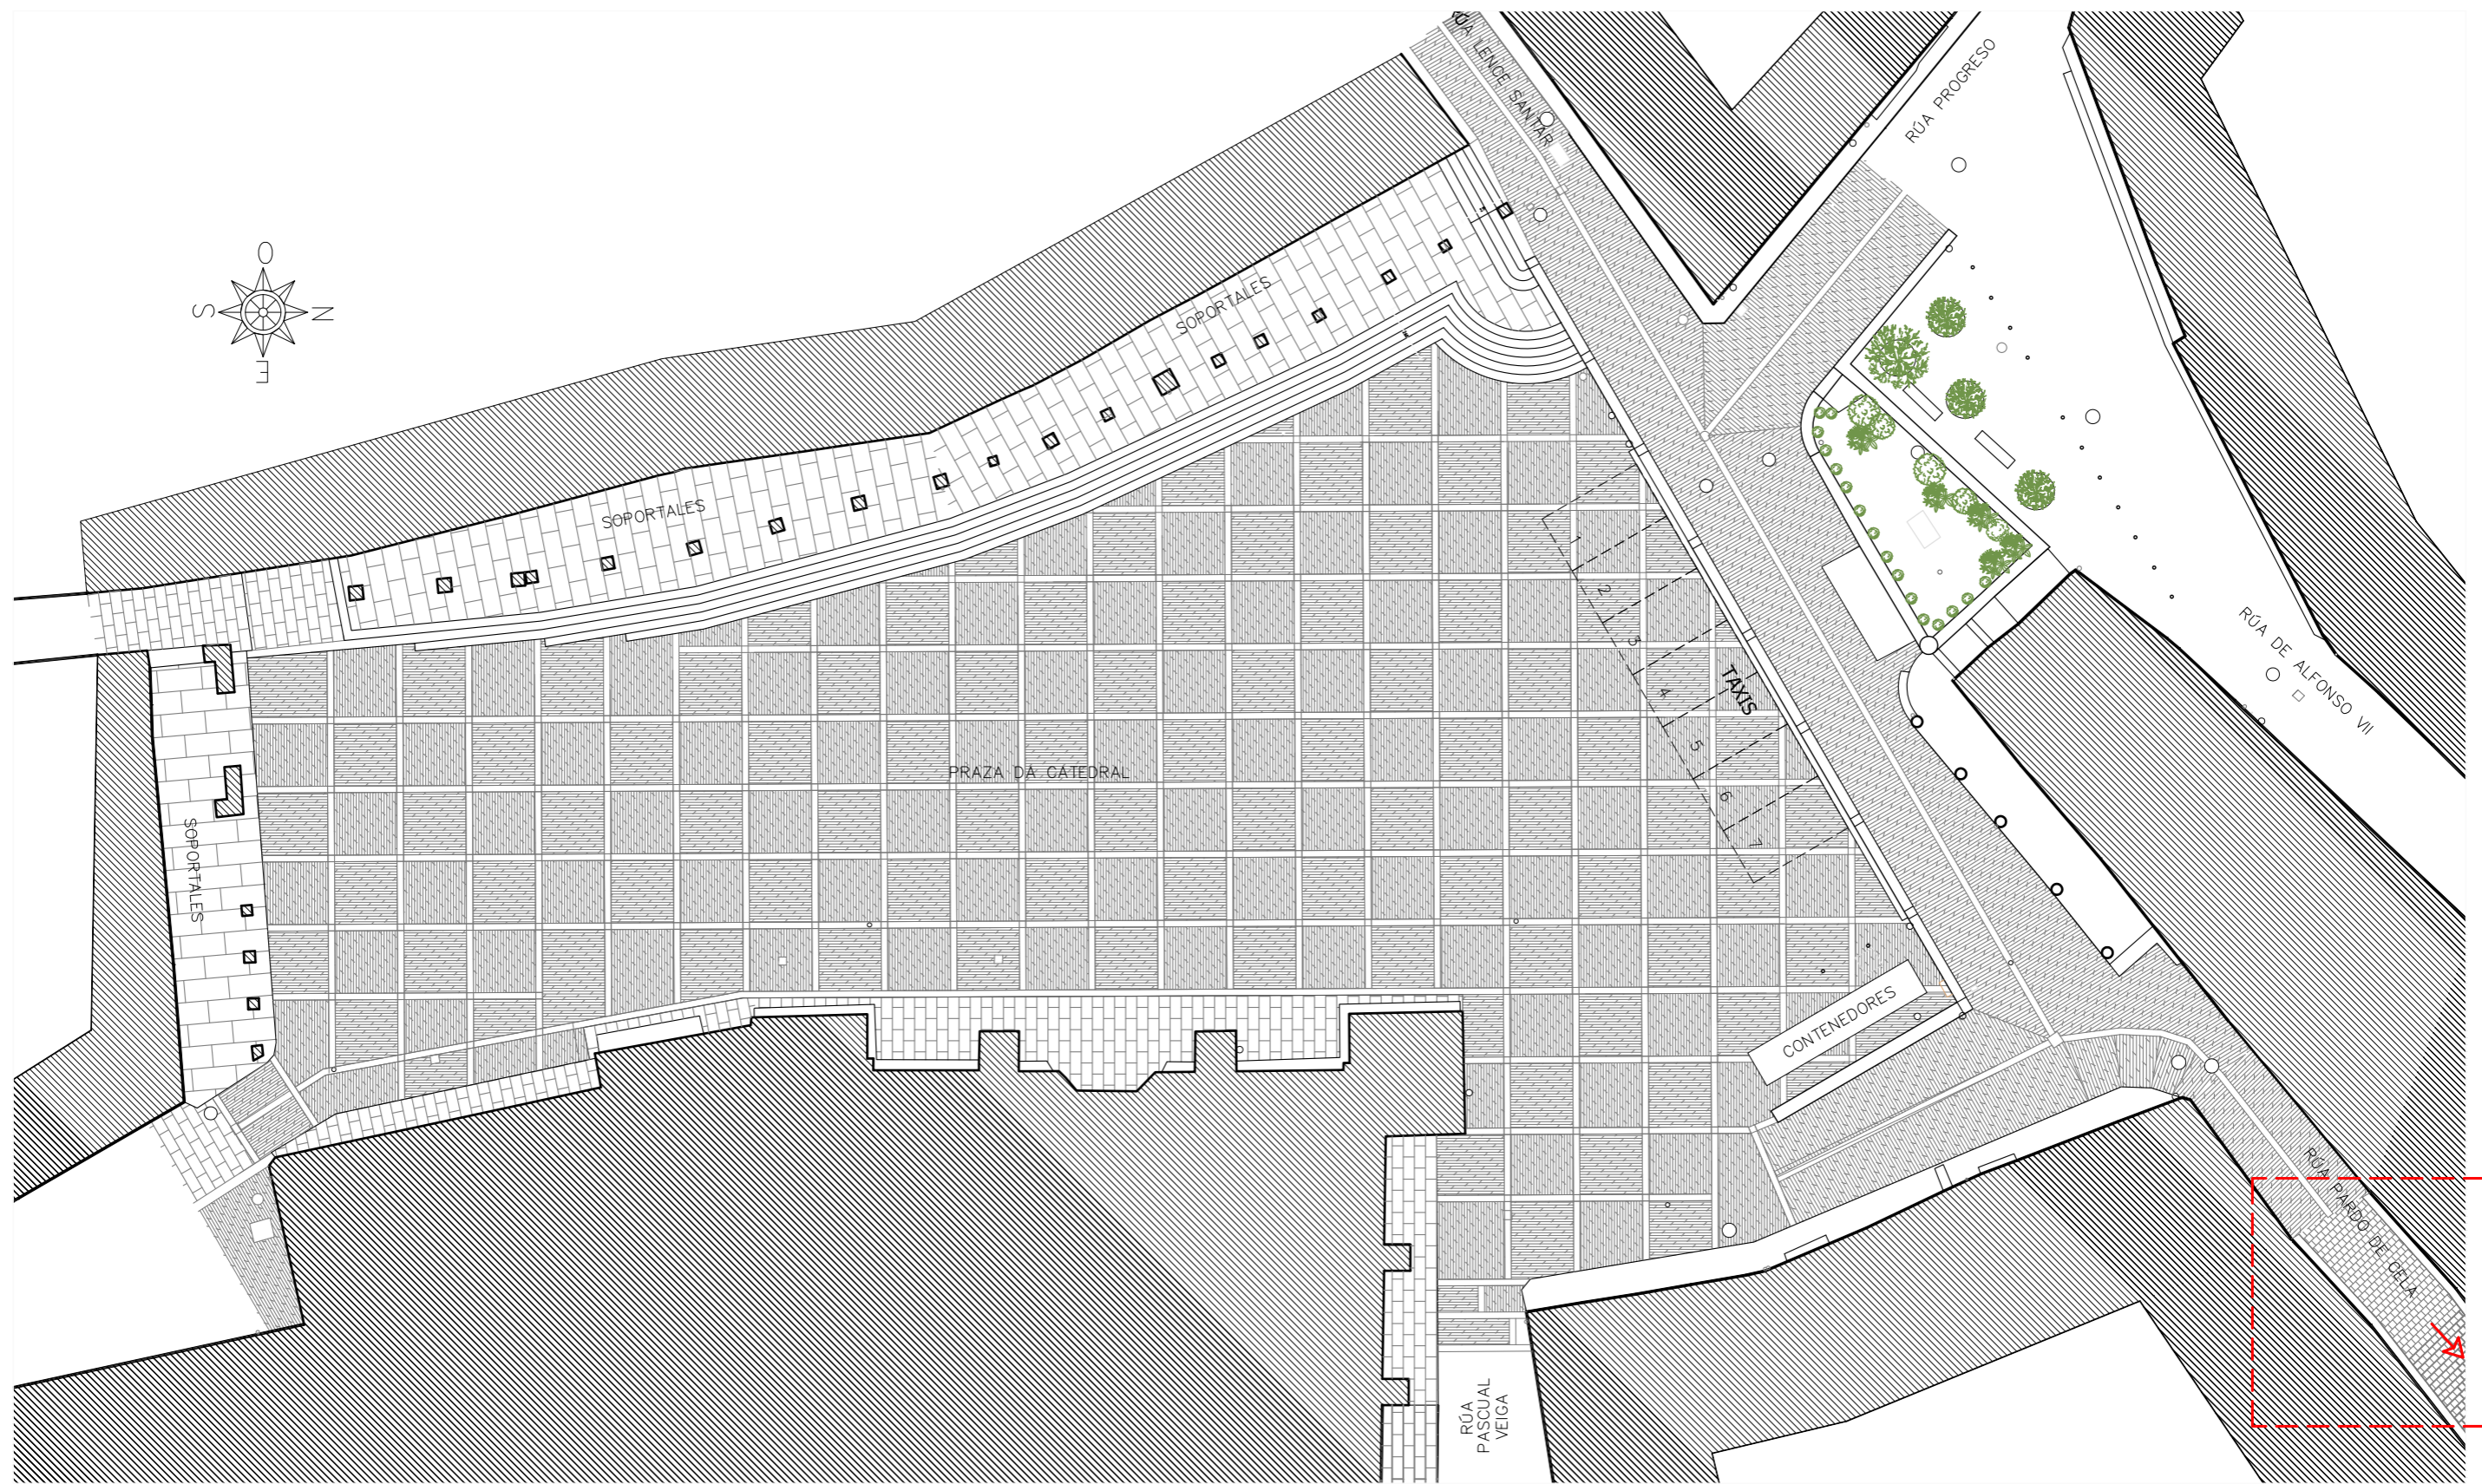 RÚA LENCE SANTAR
RÚA PROGRESO
O
S
N
E
SOPORTALES
SOPORTALES
1
2
3
4
5
6
7
TAXIS
RÚA DE ALFONSO VII
PRAZA DA CATEDRAL
SOPORTALES
CONTENEDORES
RÚA PARDO DE CELA
RÚA
PASCUAL
VEIGA